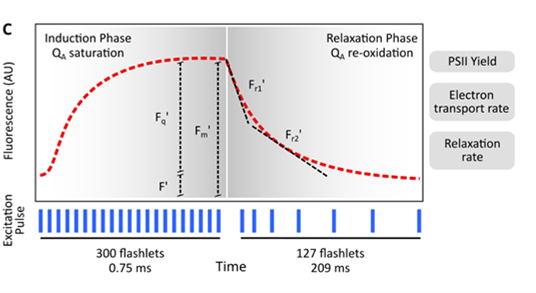 C
Induction Phase
QA saturation
Relaxation Phase
QA re-oxidation
Fluorescence (AU)
Fq'
Fm'
F'
Fr1'
Fr2'
PSII Yield
Electron
transport rate
Relaxation
rate
Excitation
Pulse
300 flashlets
0.75 ms
Time
127 flashlets
209 ms